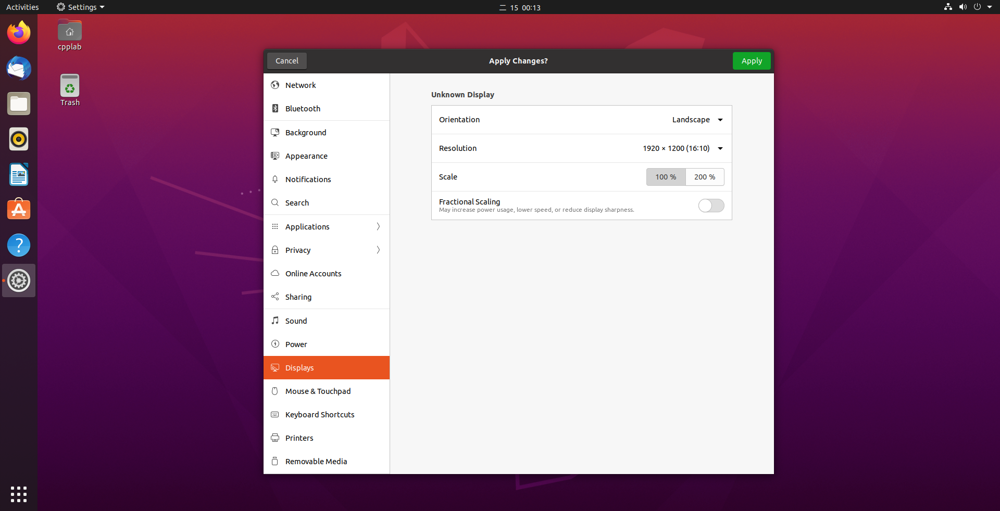 Activities
Settings
二 15 00:13
cpplab
Trash
Cancel
Apply Changes?
Apply
Network
Bluetooth
Background
Appearance
Notifications
Search
Applications
Privacy
Online Accounts
Sharing
Sound
Power
Displays
Mouse & Touchpad
Keyboard Shortcuts
Printers
Removable Media
Unknown Display
Orientation
Landscape
Resolution
1920 × 1200 (16:10)
Scale
100 %
200 %
Fractional Scaling
May increase power usage, lower speed, or reduce display sharpness.